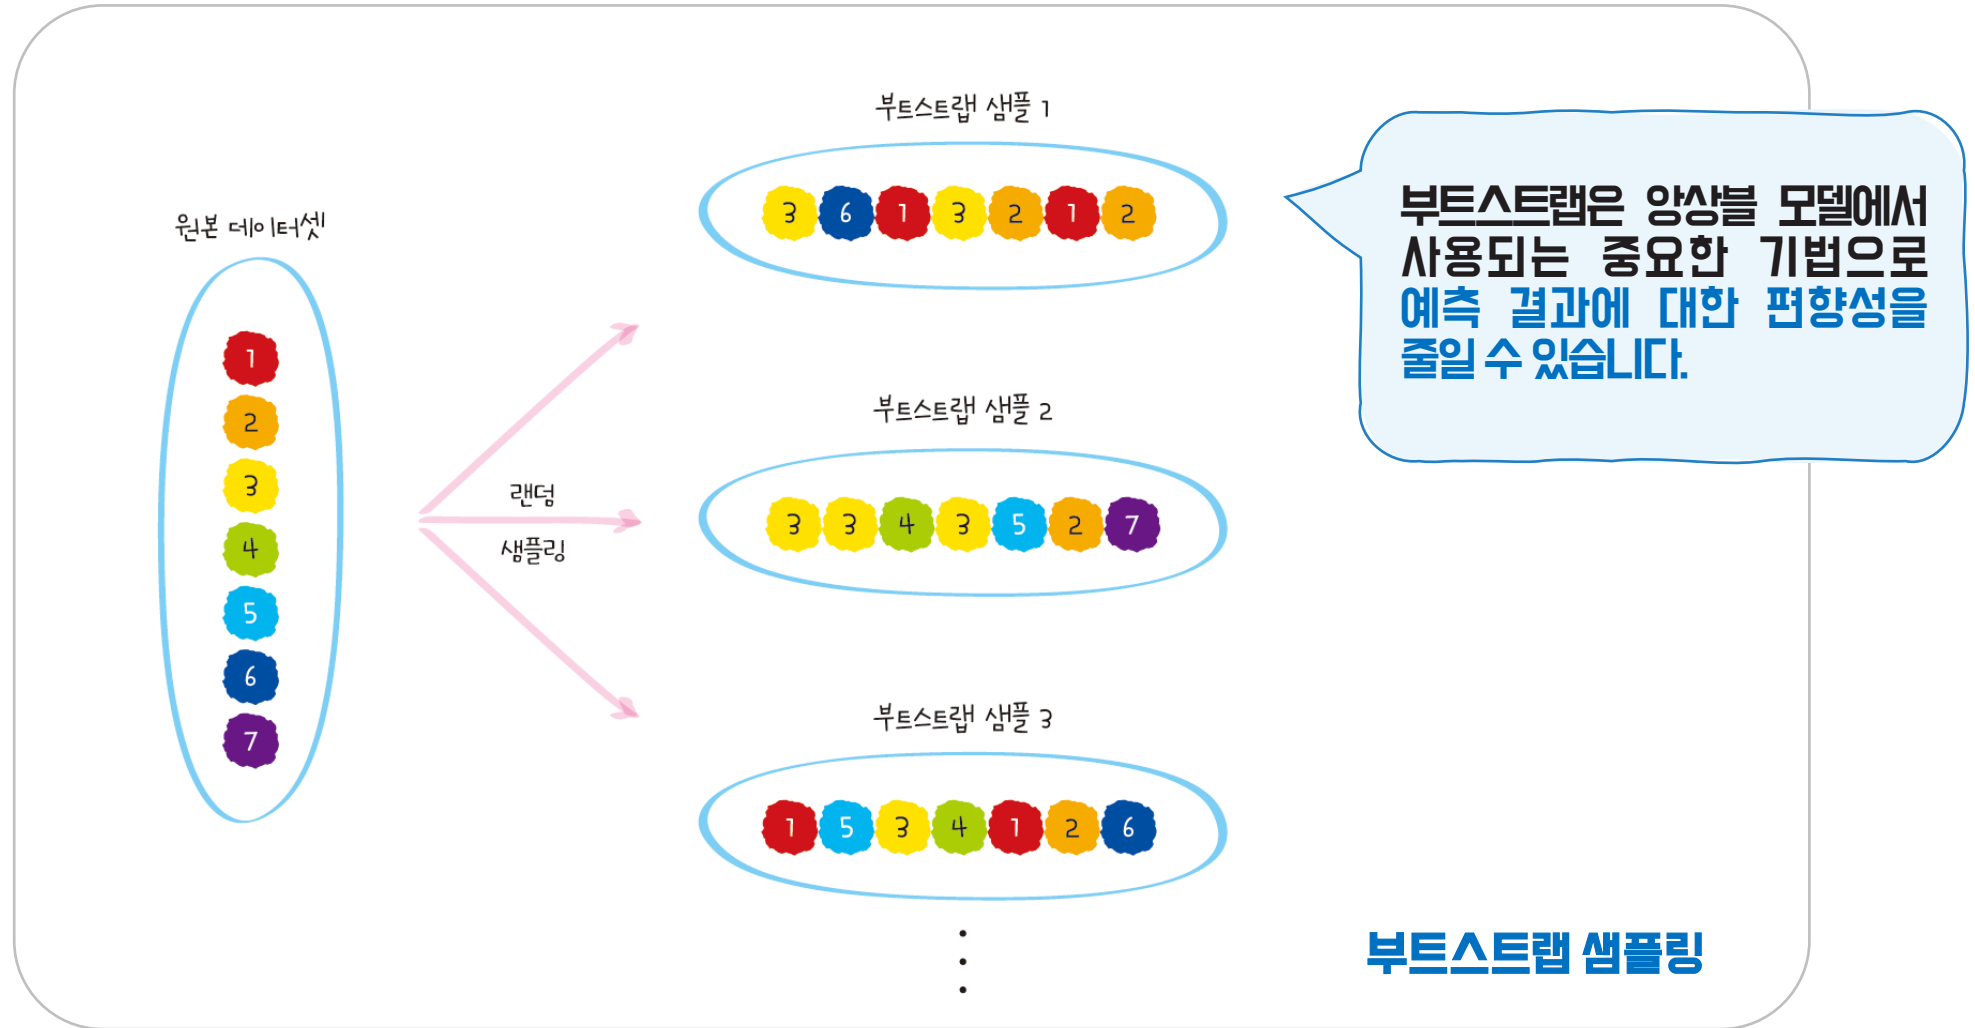 원본 데이터셋
1
2
3
4
5
6
7
랜덤
샘플링
부트스트랩 샘플 1
3 6 1 3 2 1 2
부트스트랩 샘플 2
3 3 4 3 5 2 7
부트스트랩 샘플 3
1 5 3 4 1 2 6
부트스트랩은 앙상블 모델에서
사용되는 중요한 기법으로
예측 결과에 대한 편향성을
줄일 수 있습니다.
부트스트랩 샘플링